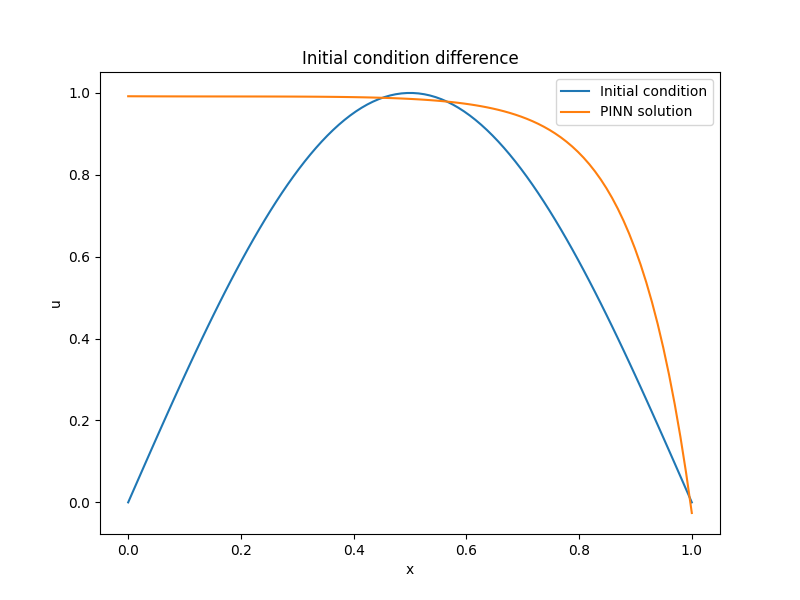 Initial condition difference
Initial condition
PINN solution
1.0
0.8
0.6
0.4
0.2
0.0
u
0.0 0.2 0.4 0.6 0.8 1.0
x